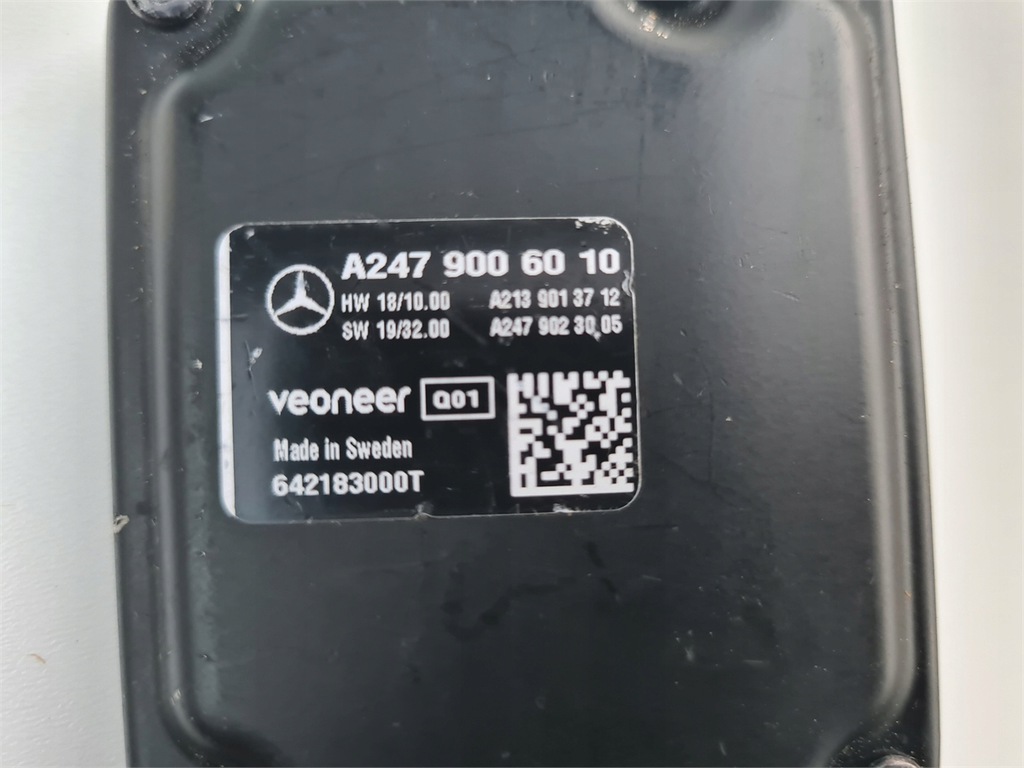 A247 900 60 10
HW 18/10.00 A213 901 37 12
SW 19/32.00 A247 902 30 05
veoneer Q01
Made in Sweden
642183000T